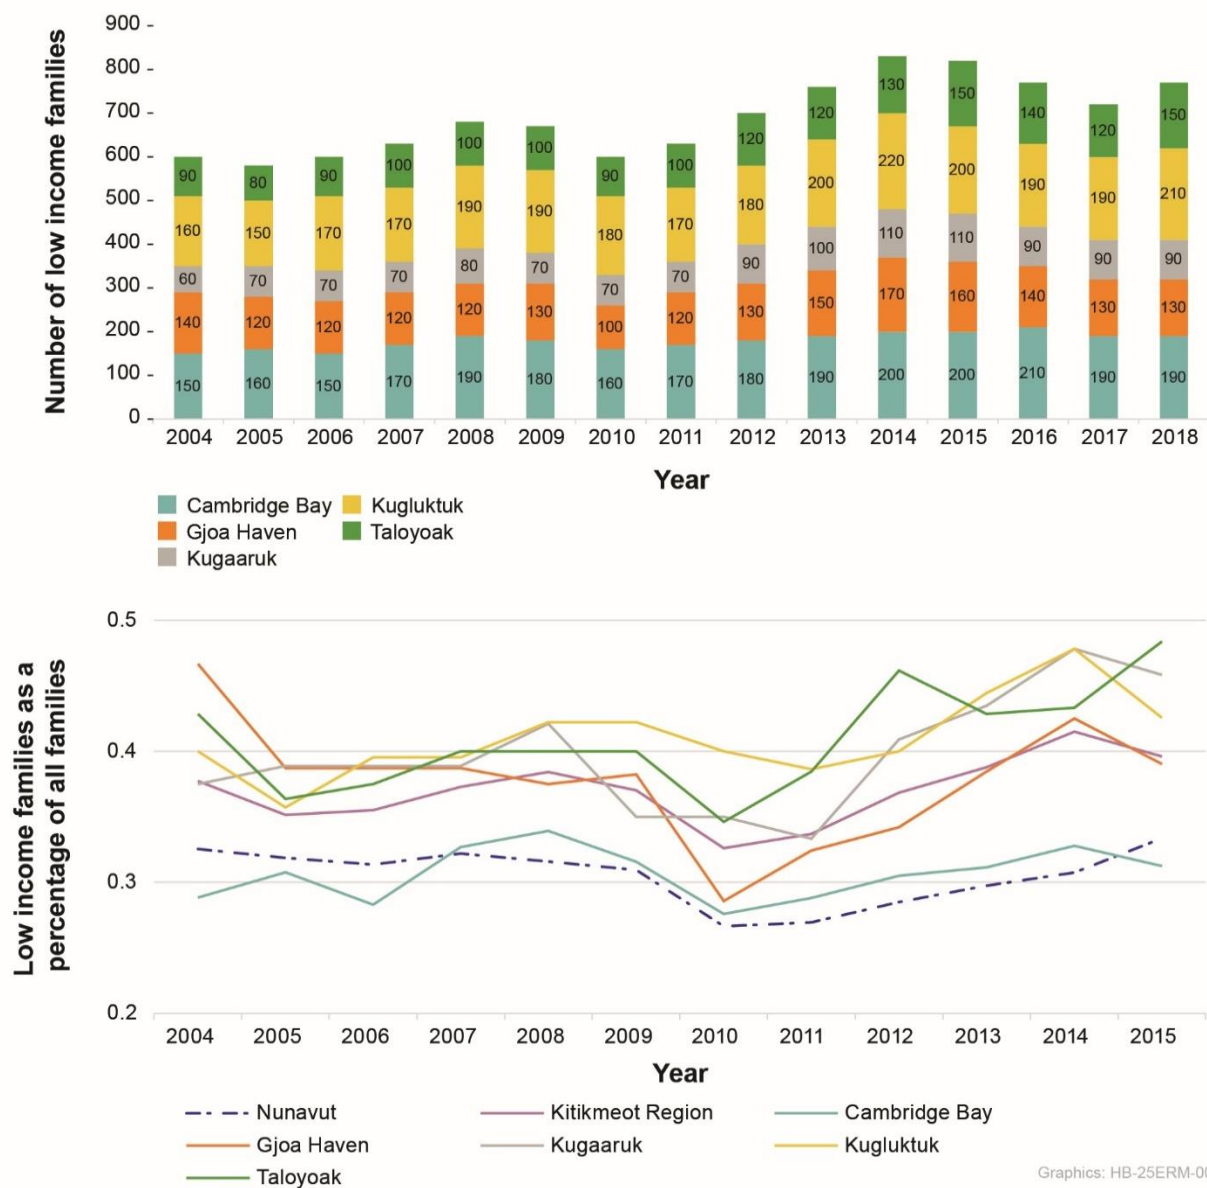 Number of low income families
900
800
700
600
500
400
300
200
100
0
90 80 90 100 100 100 90 100 120 120 130 150 140 120 150
160 150 170 170 190 190 180 170 180 200 220 200 190 190 210
60 70 70 70 80 70 70 70 90 100 110 110 90 90 90
140 120 120 120 120 130 100 120 130 150 170 160 140 130 130
150 160 150 170 190 180 160 170 180 190 200 200 210 190 190
2004 2005 2006 2007 2008 2009 2010 2011 2012 2013 2014 2015 2016 2017 2018
Year
Cambridge Bay Kugluktuk
Gjoa Haven Taloyoak
Kugaaruk
Low income families as a
percentage of all families
0.5
0.4
0.3
0.2
2004 2005 2006 2007 2008 2009 2010 2011 2012 2013 2014 2015
Year
Nunavut Kitikmeot Region Cambridge Bay
Gjoa Haven Kugaaruk Kugluktuk
Taloyoak
Graphics: HB-25ERM-00